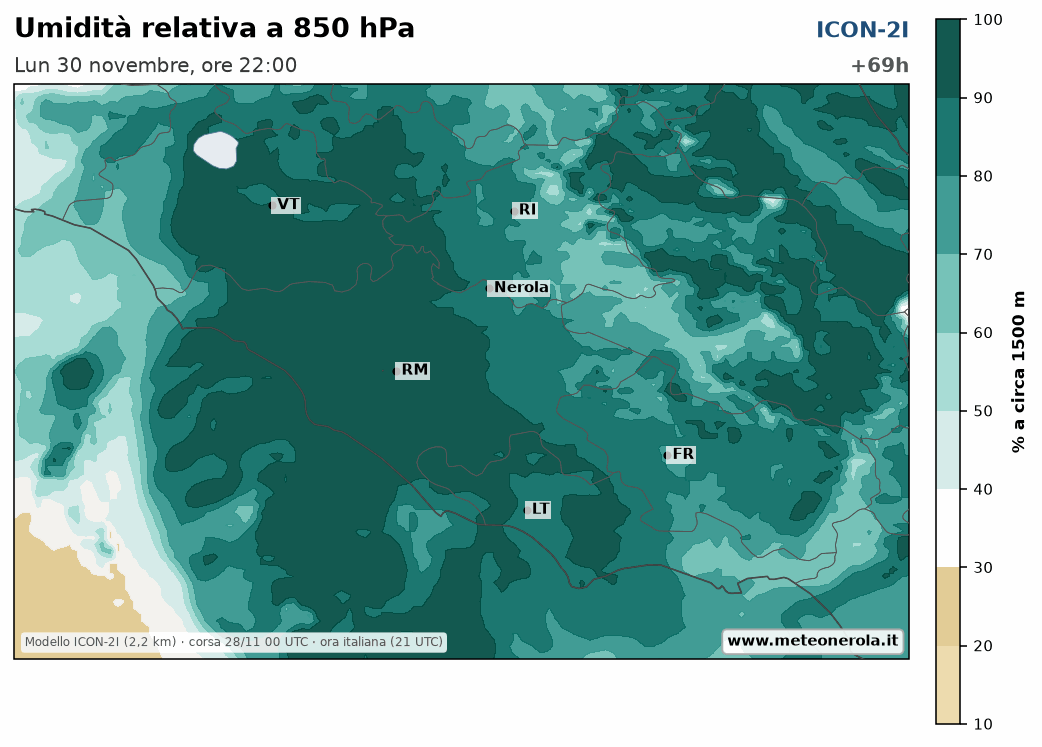 Umidità relativa a 850 hPa
ICON-2I
Lun 30 novembre, ore 22:00
+69h
VT
RI
Nerola
RM
FR
LT
Modello ICON-2I (2,2 km) · corsa 28/11 00 UTC · ora italiana (21 UTC)
www.meteonerola.it
100
90
80
70
60
50
40
30
20
10
% a circa 1500 m